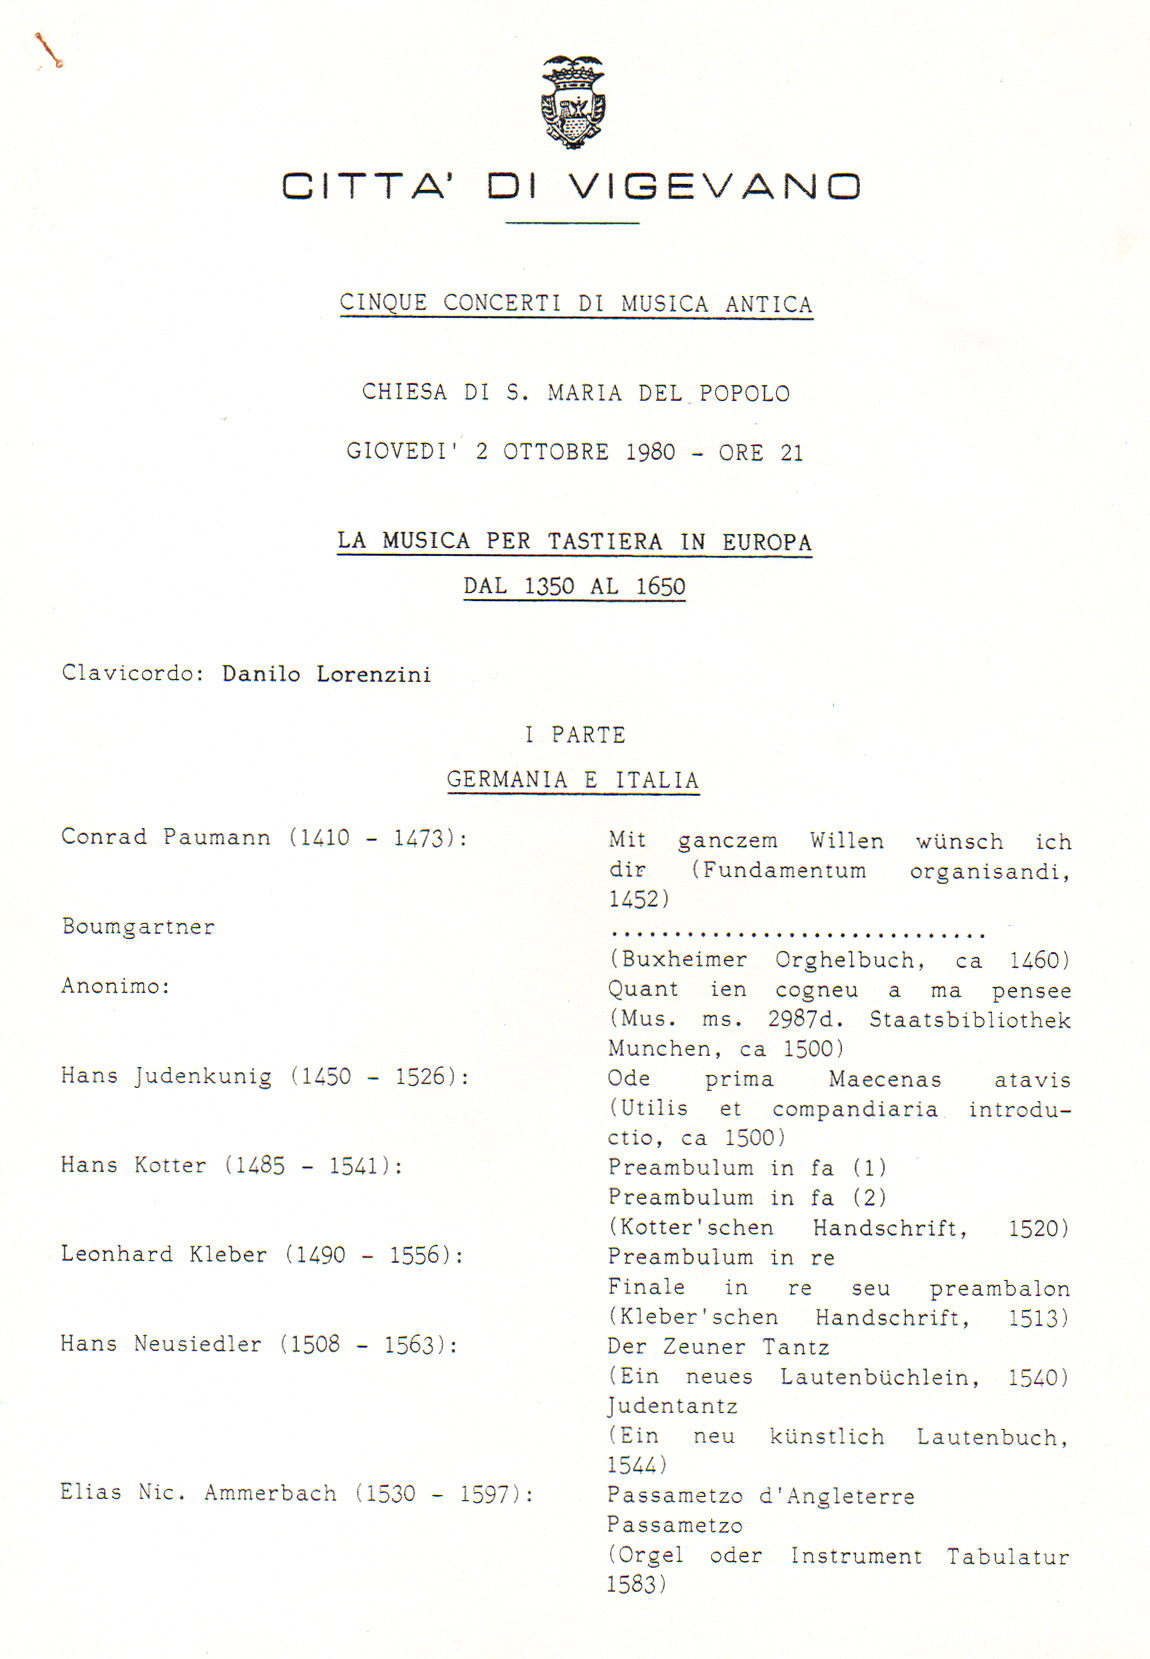 CITTA' DI VIGEVANO
CINQUE CONCERTI DI MUSICA ANTICA
CHIESA DI S. MARIA DEL POPOLO
GIOVEDI' 2 OTTOBRE 1980 - ORE 21
LA MUSICA PER TASTIERA IN EUROPA
DAL 1350 AL 1650
Clavicordo: Danilo Lorenzini
I PARTE
GERMANIA E ITALIA
Conrad Paumann (1410 - 1473): Mit ganczem Willen wünsch ich
dir (Fundamentum organisandi,
1452)
Boumgartner ..............................
(Buxheimer Orghelbuch, ca 1460)
Anonimo: Quant ien cogneu a ma pensee
(Mus. ms. 2987d. Staatsbibliothek
Munchen, ca 1500)
Hans Judenkunig (1450 - 1526): Ode prima Maecenas atavis
(Utilis et compandiaria introdu-
ctio, ca 1500)
Hans Kotter (1485 - 1541): Preambulum in fa (1)
Preambulum in fa (2)
(Kotter'schen Handschrift, 1520)
Leonhard Kleber (1490 - 1556): Preambulum in re
Finale in re seu preambalon
(Kleber'schen Handschrift, 1513)
Hans Neusiedler (1508 - 1563): Der Zeuner Tantz
(Ein neues Lautenbüchlein, 1540)
Judentantz
(Ein neu künstlich Lautenbuch,
1544)
Elias Nic. Ammerbach (1530 - 1597): Passametzo d'Angleterre
Passametzo
(Orgel oder Instrument Tabulatur
1583)